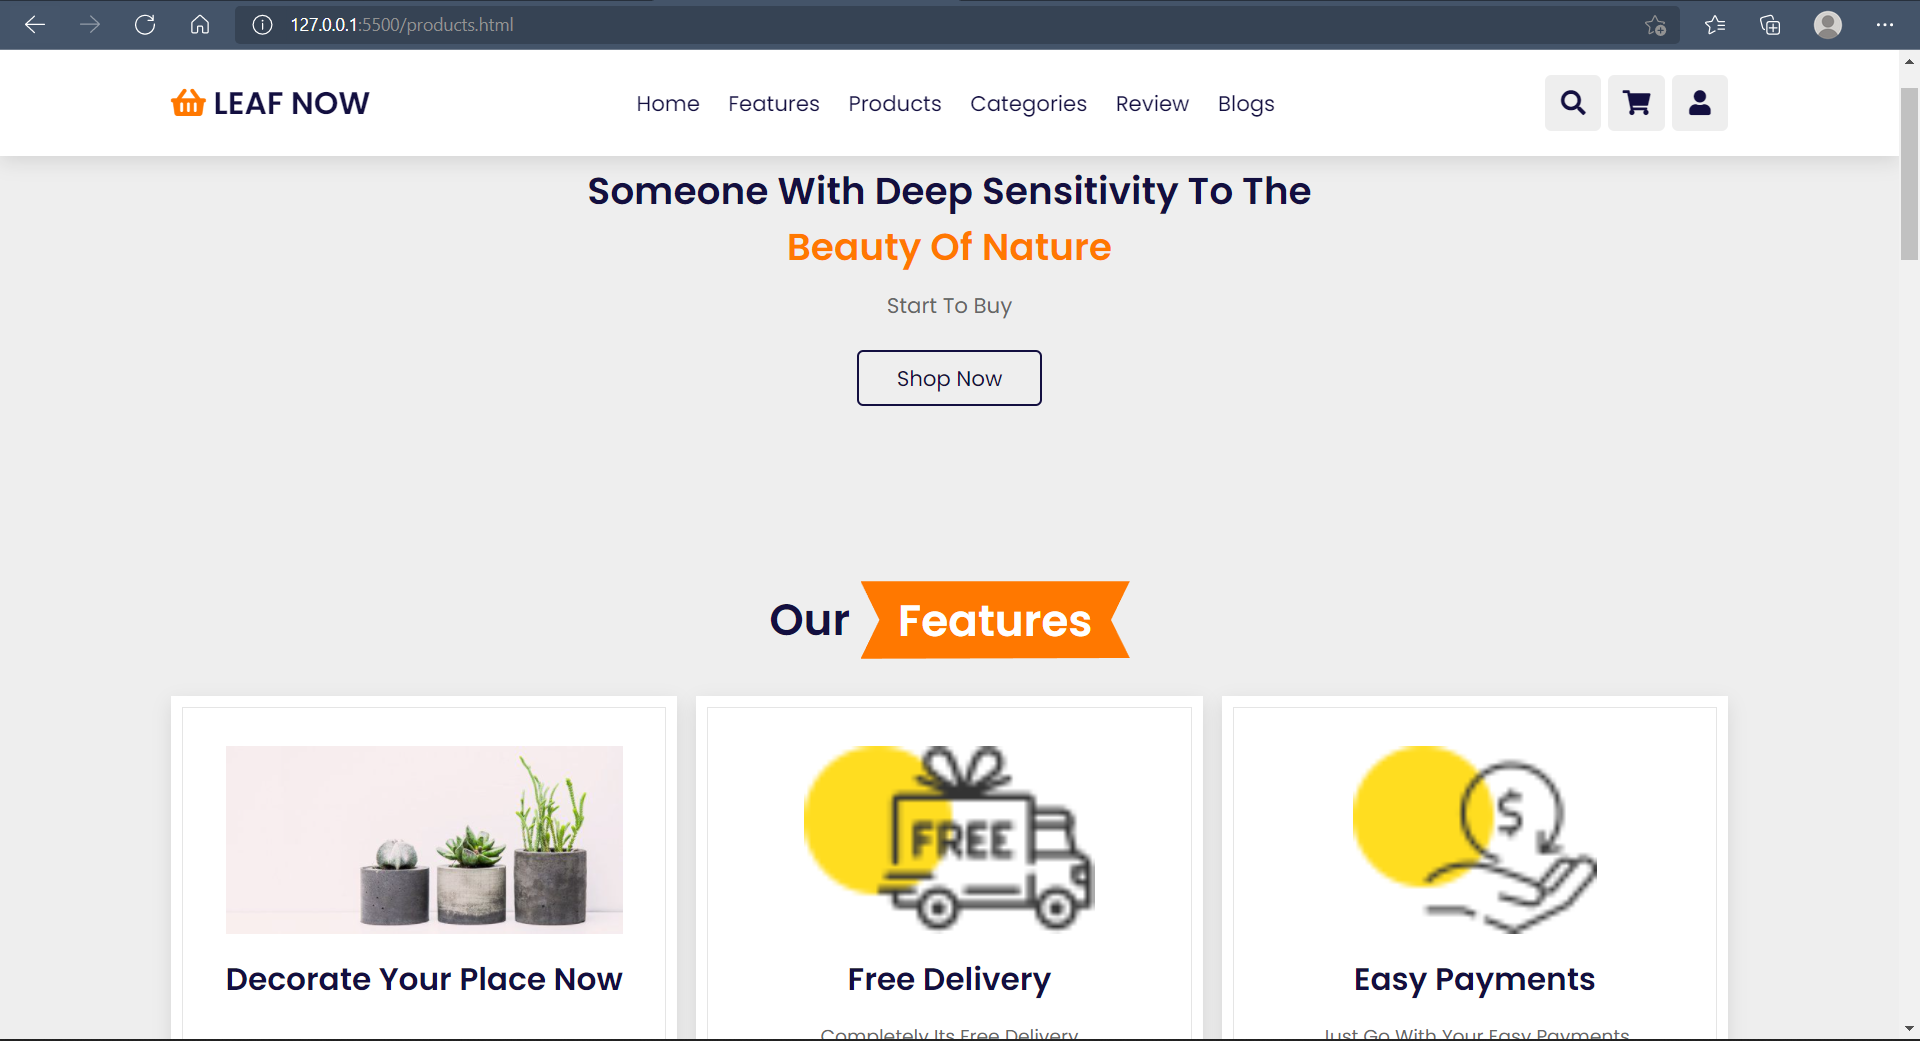 127.0.0.1:5500/products.html
LEAF NOW
Home Features Products Categories Review Blogs
Someone With Deep Sensitivity To The
Beauty Of Nature
Start To Buy
Shop Now
Our Features
FREE
$
Decorate Your Place Now
Free Delivery
Easy Payments
Completely Its Free Delivery
Just Go With Your Easy Payments